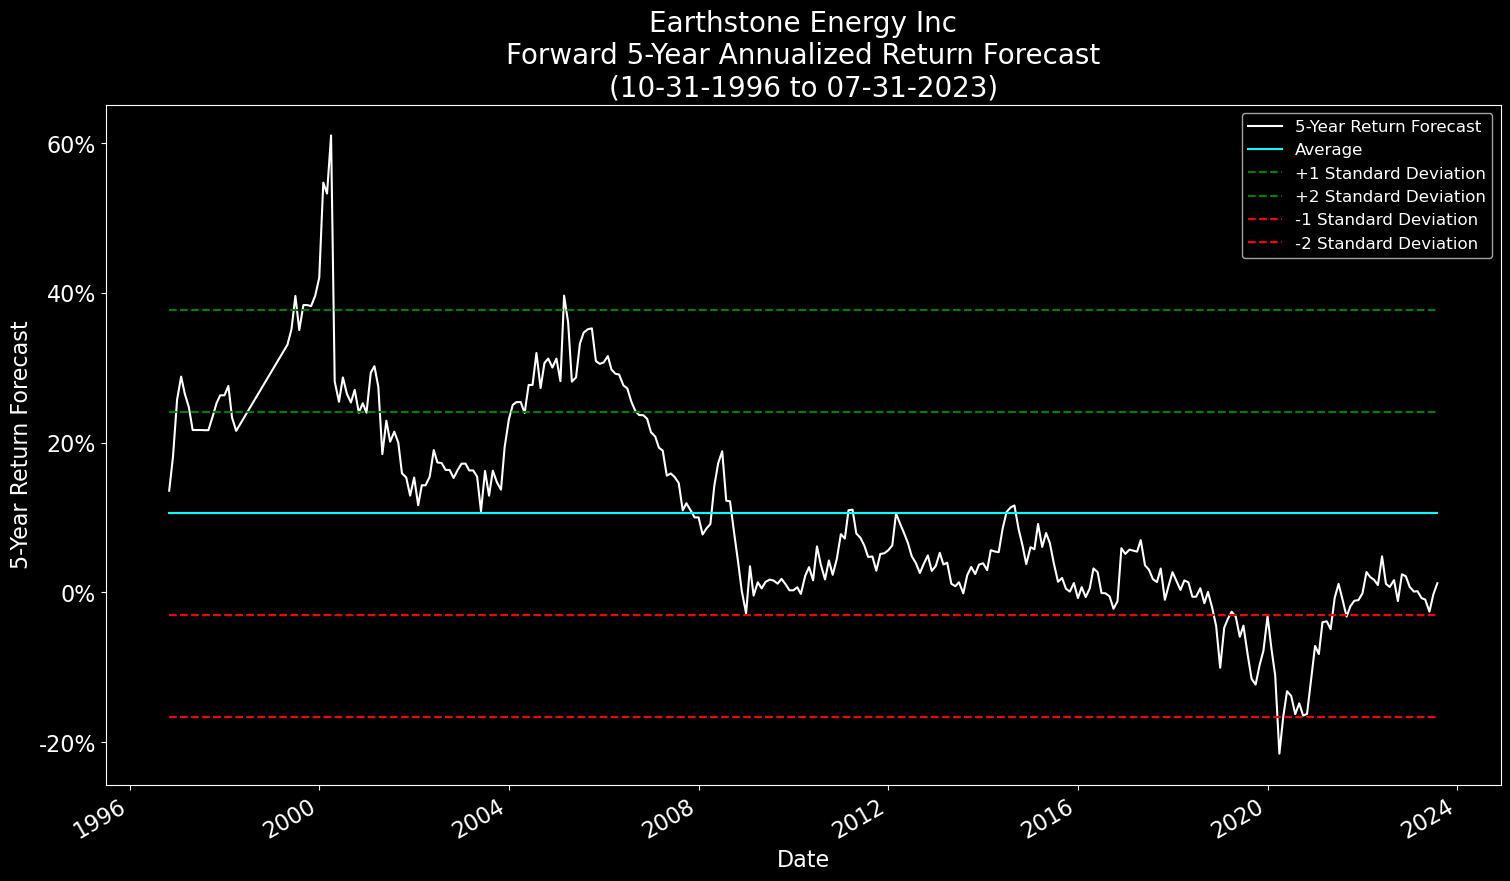 Earthstone Energy Inc
Forward 5-Year Annualized Return Forecast
(10-31-1996 to 07-31-2023)
5-Year Return Forecast
Average
+1 Standard Deviation
+2 Standard Deviation
-1 Standard Deviation
-2 Standard Deviation
5-Year Return Forecast
60%
40%
20%
0%
-20%
1996
2000
2004
2008
2012
2016
2020
2024
Date